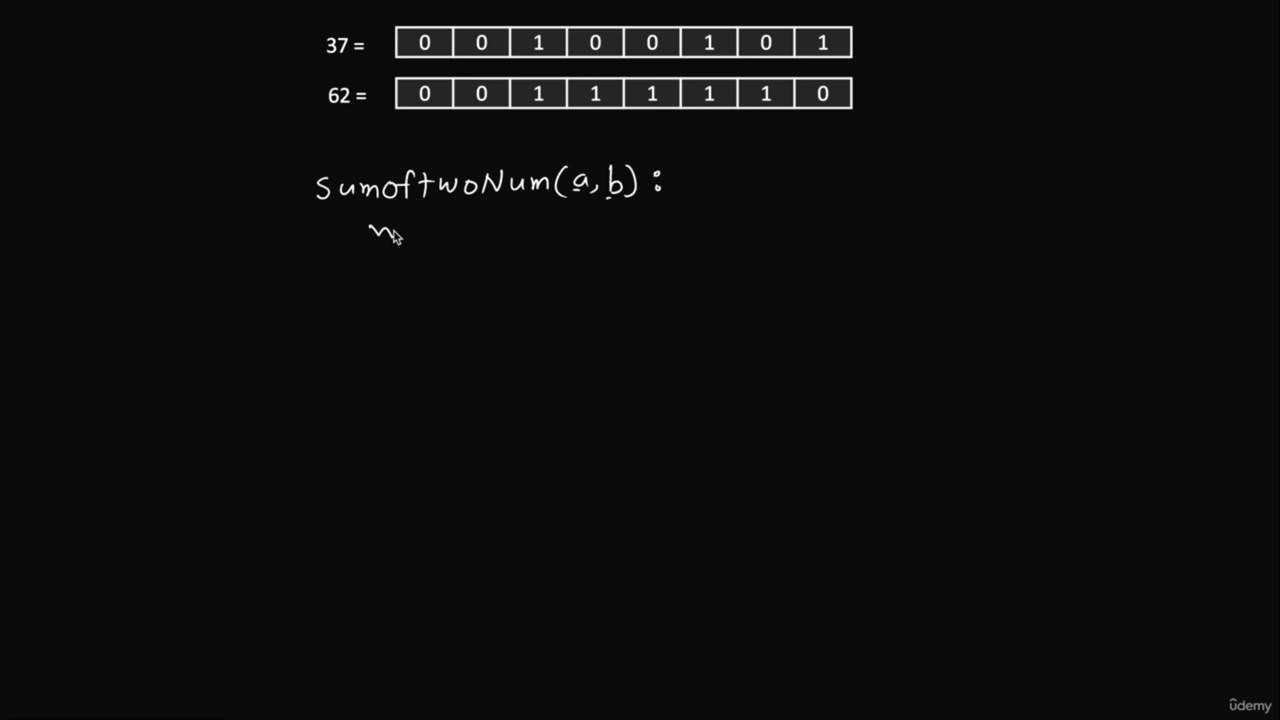 37 = 0 0 1 0 0 1 0 1
62 = 0 0 1 1 1 1 1 0
sumoftwoNum(a,b):
ûdemy